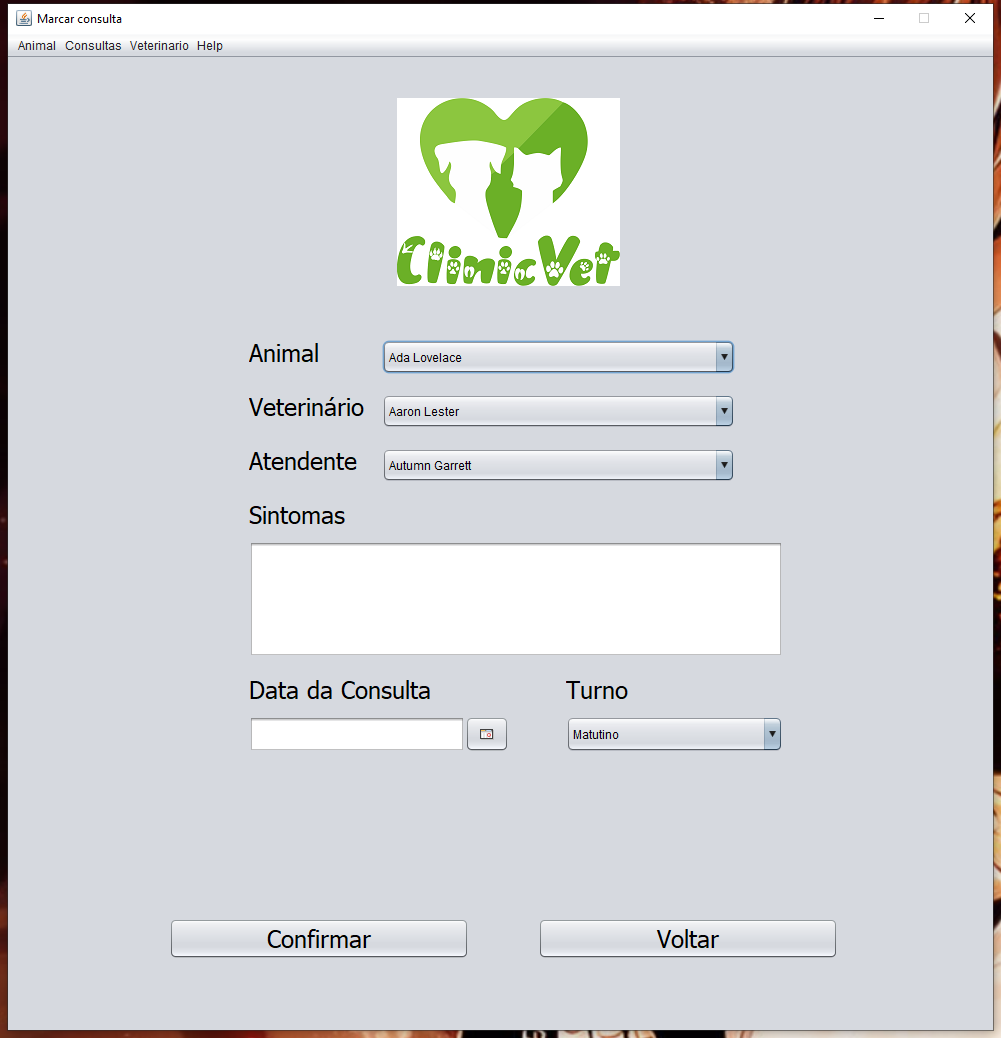 Marcar consulta
Animal Consultas Veterinario Help
ClinicVet
Animal Ada Lovelace
Veterinário Aaron Lester
Atendente Autumn Garrett
Sintomas
Data da Consulta Turno
Matutino
Confirmar Voltar